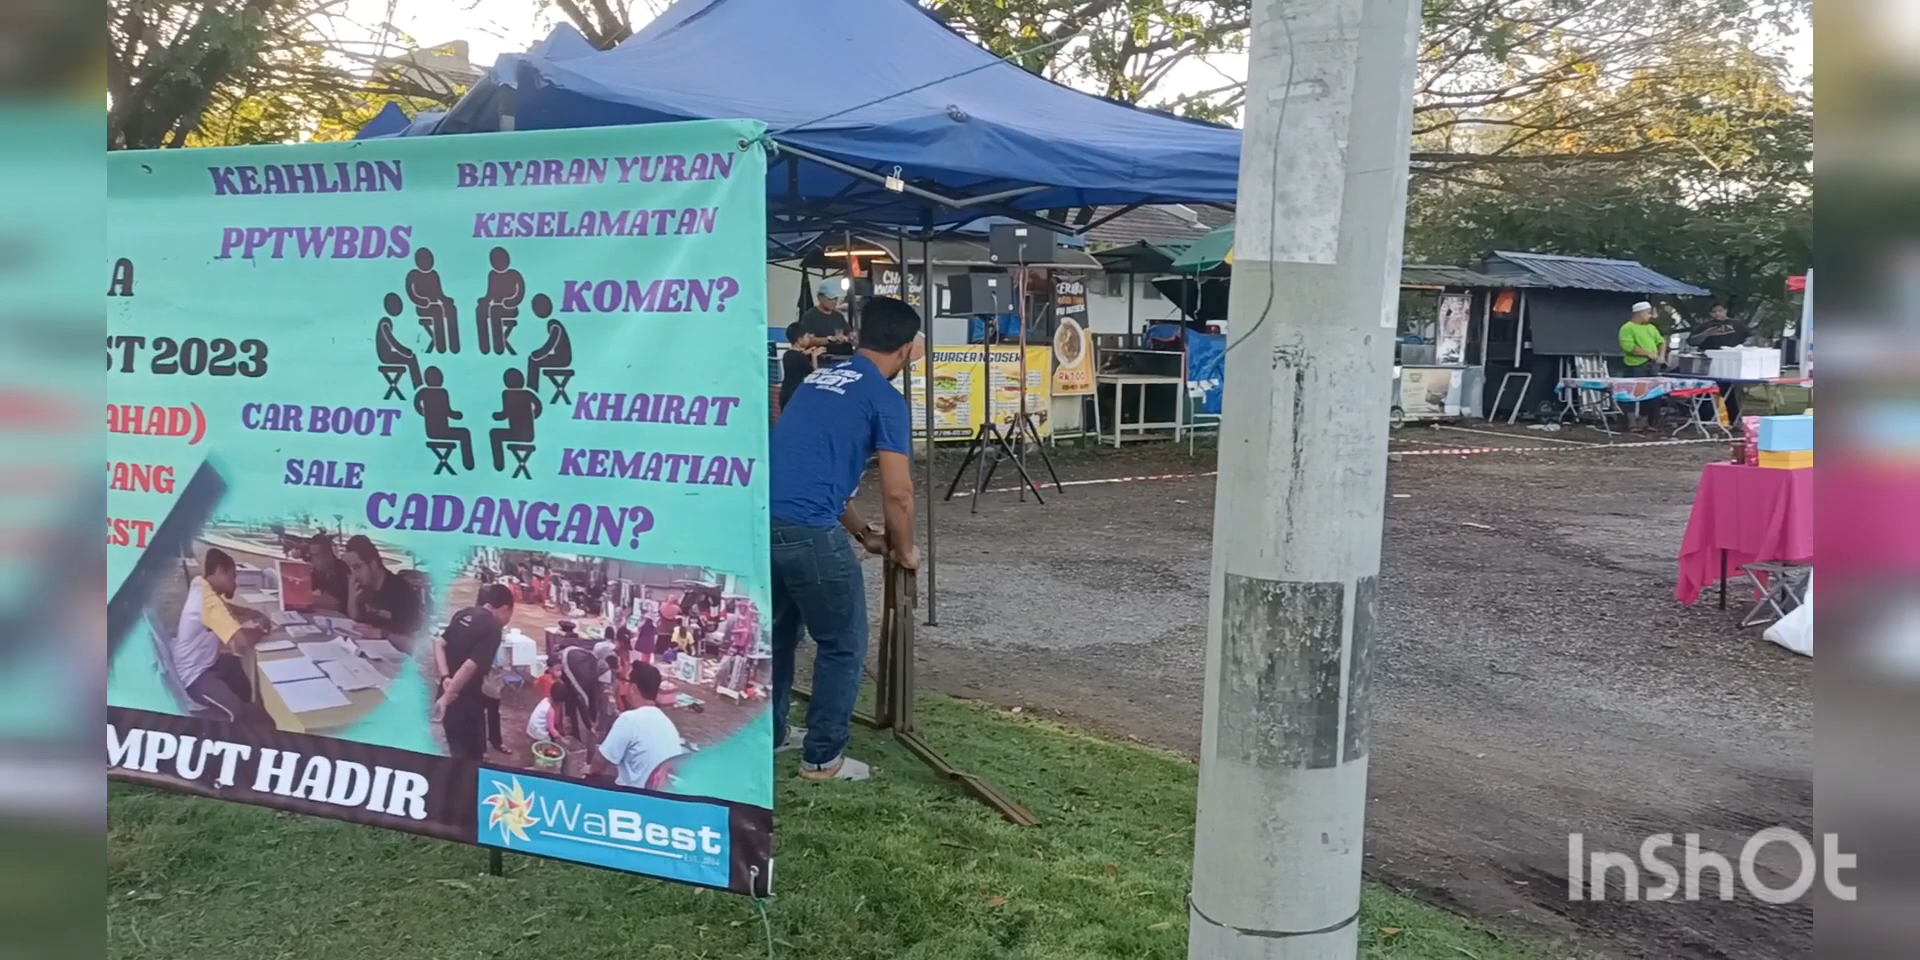 KEAHLIAN
PPTWBDS
BAYARAN YURAN
KESELAMATAN
KOMEN?
A
ST 2023
AHAD)
ANG
EST
CAR BOOT
SALE
KHAIRAT
KEMATIAN
CADANGAN?
MPUT HADIR
WaBest
BURGER NGOSEK
InShOt